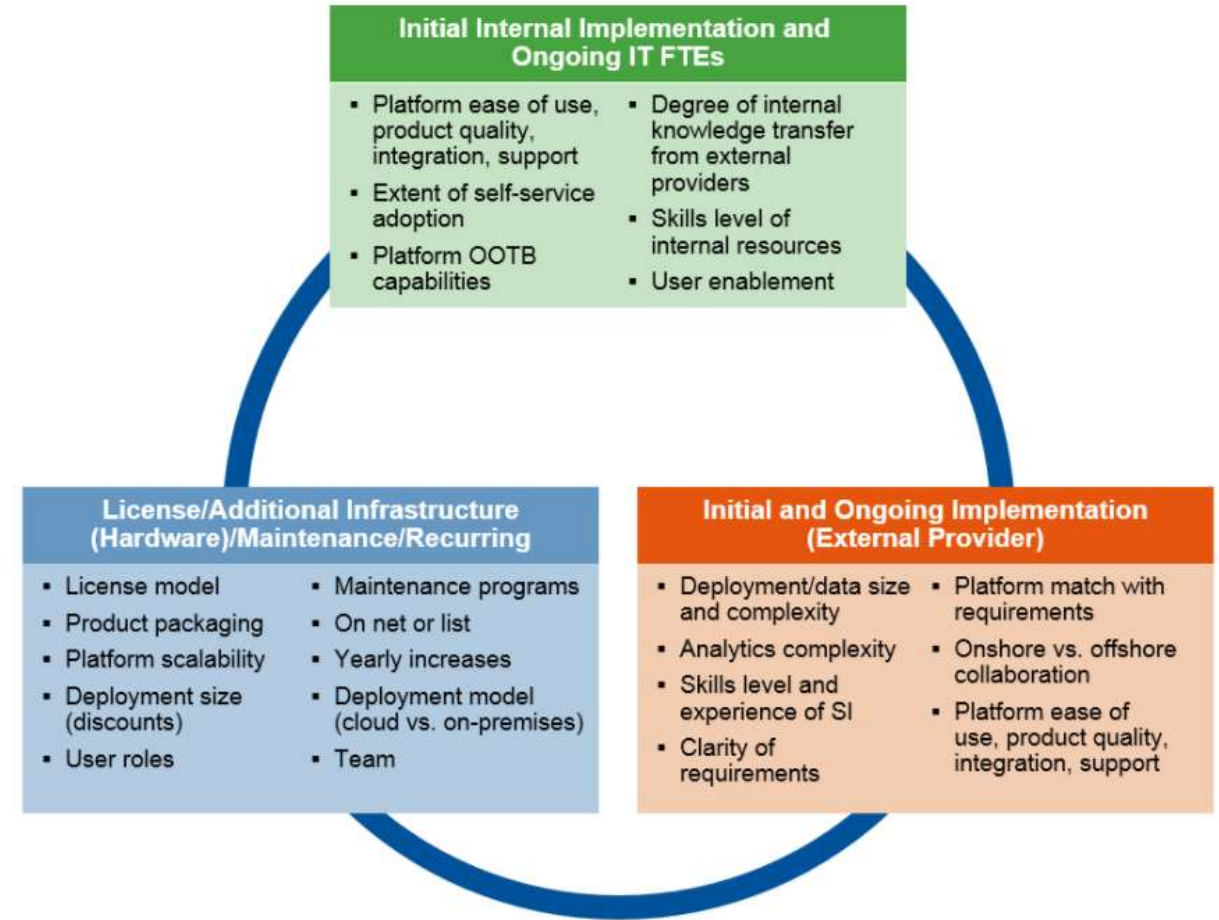 Initial Internal Implementation and
Ongoing IT FTEs
▪ Platform ease of use,
product quality,
integration, support
▪ Extent of self-service
adoption
▪ Platform OOTB
capabilities
▪ Degree of internal
knowledge transfer
from external
providers
▪ Skills level of
internal resources
▪ User enablement
License/Additional Infrastructure
(Hardware)/Maintenance/Recurring
▪ License model
▪ Product packaging
▪ Platform scalability
▪ Deployment size
(discounts)
▪ User roles
▪ Maintenance programs
▪ On net or list
▪ Yearly increases
▪ Deployment model
(cloud vs. on-premises)
▪ Team
Initial and Ongoing Implementation
(External Provider)
▪ Deployment/data size
and complexity
▪ Analytics complexity
▪ Skills level and
experience of SI
▪ Clarity of
requirements
▪ Platform match with
requirements
▪ Onshore vs. offshore
collaboration
▪ Platform ease of
use, product quality,
integration, support